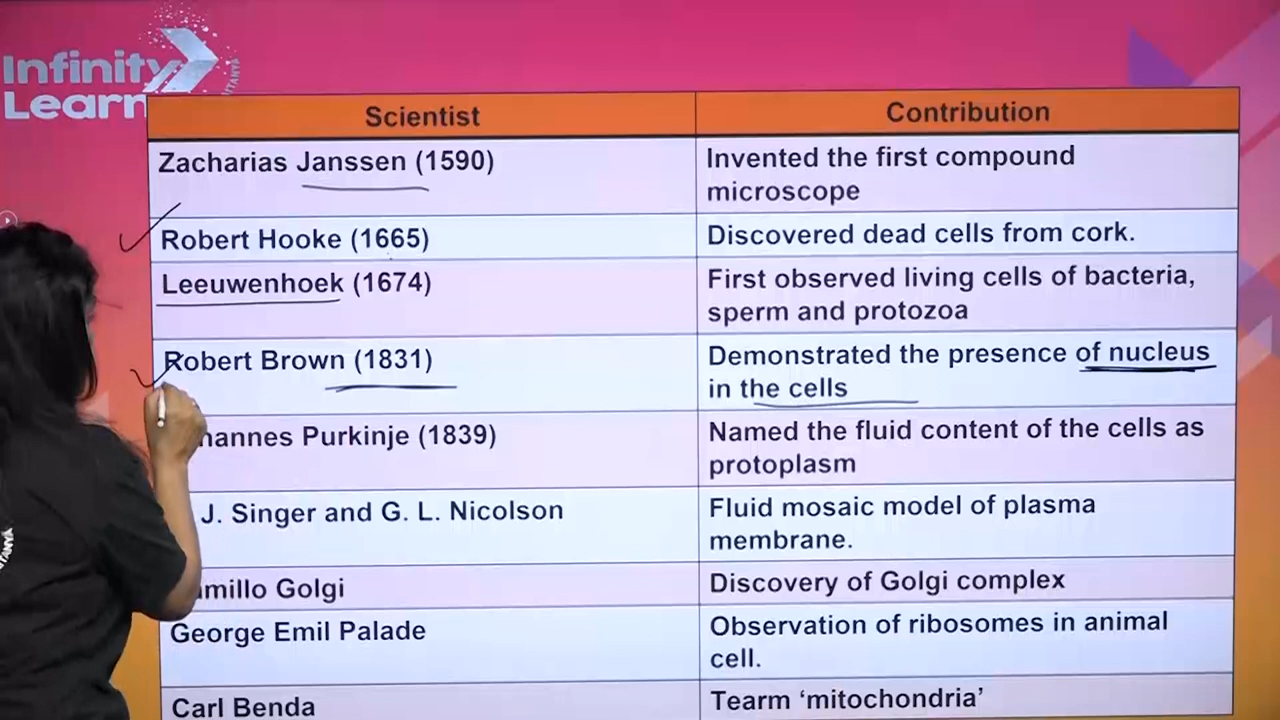 Infinity
Learn
Scientist
Contribution
Zacharias Janssen (1590)
Invented the first compound
microscope
Robert Hooke (1665)
Discovered dead cells from cork.
Leeuwenhoek (1674)
First observed living cells of bacteria,
sperm and protozoa
Robert Brown (1831)
Demonstrated the presence of nucleus
in the cells
hannes Purkinje (1839)
Named the fluid content of the cells as
protoplasm
J. Singer and G. L. Nicolson
Fluid mosaic model of plasma
membrane.
millo Golgi
Discovery of Golgi complex
George Emil Palade
Observation of ribosomes in animal
cell.
Carl Benda
Tearm ‘mitochondria’